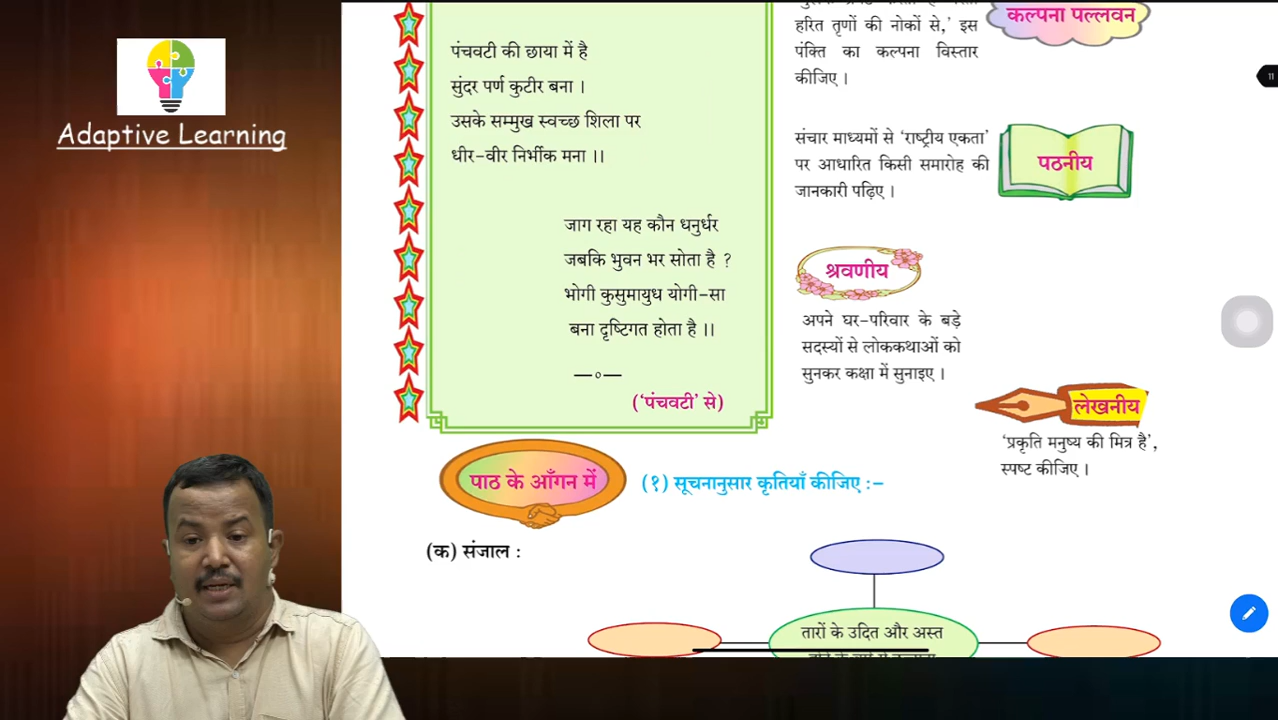 Adaptive Learning
पंचवटी की छाया में है
सुंदर पर्ण कुटीर बना ।
उसके सम्मुख स्वच्छ शिला पर
धीर-वीर निर्भीक मना ।।
जाग रहा यह कौन धनुर्धर
जबकि भुवन भर सोता है ?
भोगी कुसुमायुध योगी-सा
बना दृष्टिगत होता है ।।
—०—
('पंचवटी' से)
हरित तृणों की नोकों से,' इस
पंक्ति का कल्पना विस्तार
कीजिए ।
कल्पना पल्लवन
11
संचार माध्यमों से 'राष्ट्रीय एकता'
पर आधारित किसी समारोह की
जानकारी पढ़िए ।
पठनीय
श्रवणीय
अपने घर-परिवार के बड़े
सदस्यों से लोककथाओं को
सुनकर कक्षा में सुनाइए ।
लेखनीय
'प्रकृति मनुष्य की मित्र है',
स्पष्ट कीजिए ।
पाठ के आँगन में
(१) सूचनानुसार कृतियाँ कीजिए :-
(क) संजाल :
तारों के उदित और अस्त